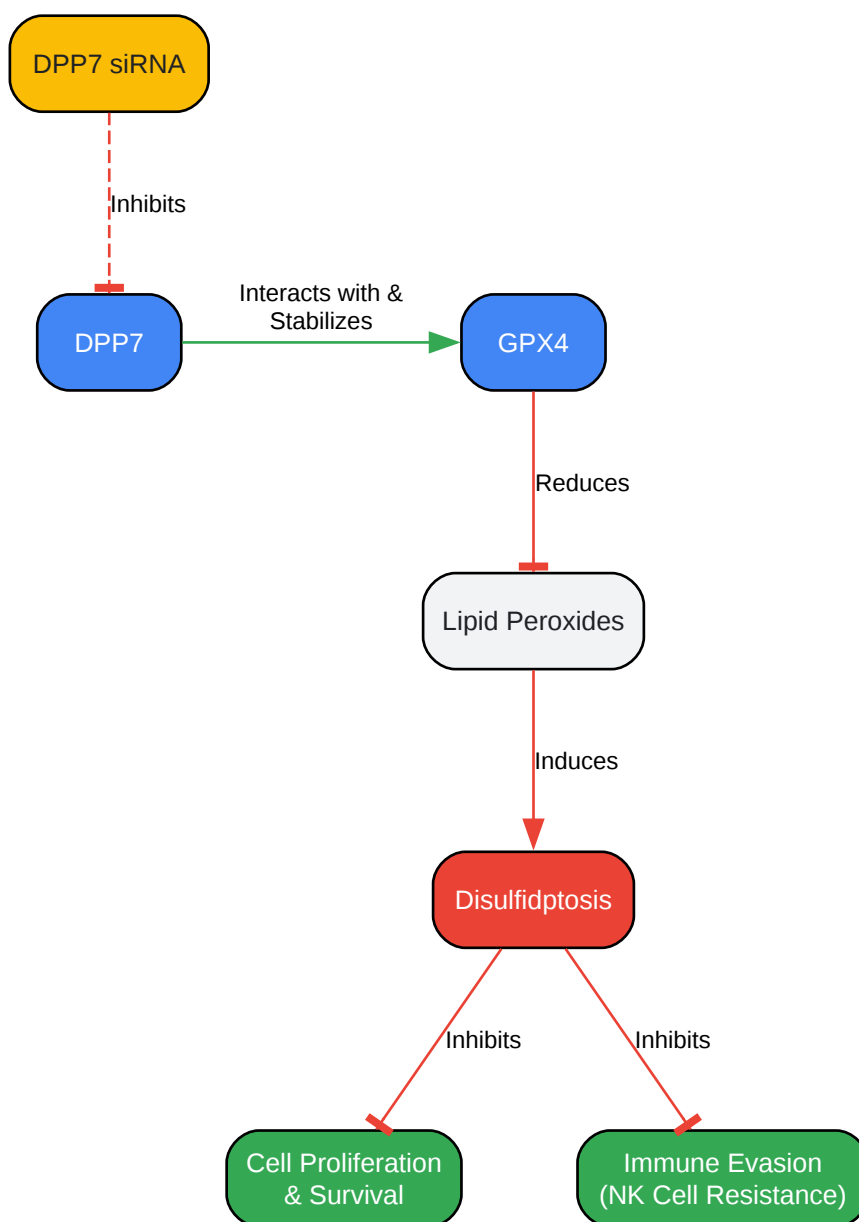 DPP7 siRNA
Inhibits
Interacts with &
Stabilizes
DPP7
GPX4
Reduces
Lipid Peroxides
Induces
Disulfidptosis
Inhibits
Inhibits
Cell Proliferation
& Survival
Immune Evasion
(NK Cell Resistance)